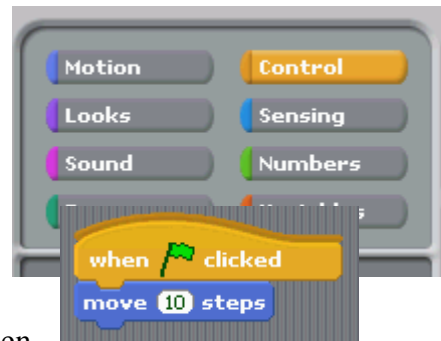 Motion Control
Looks Sensing
Sound Numbers
when clicked
move 10 steps